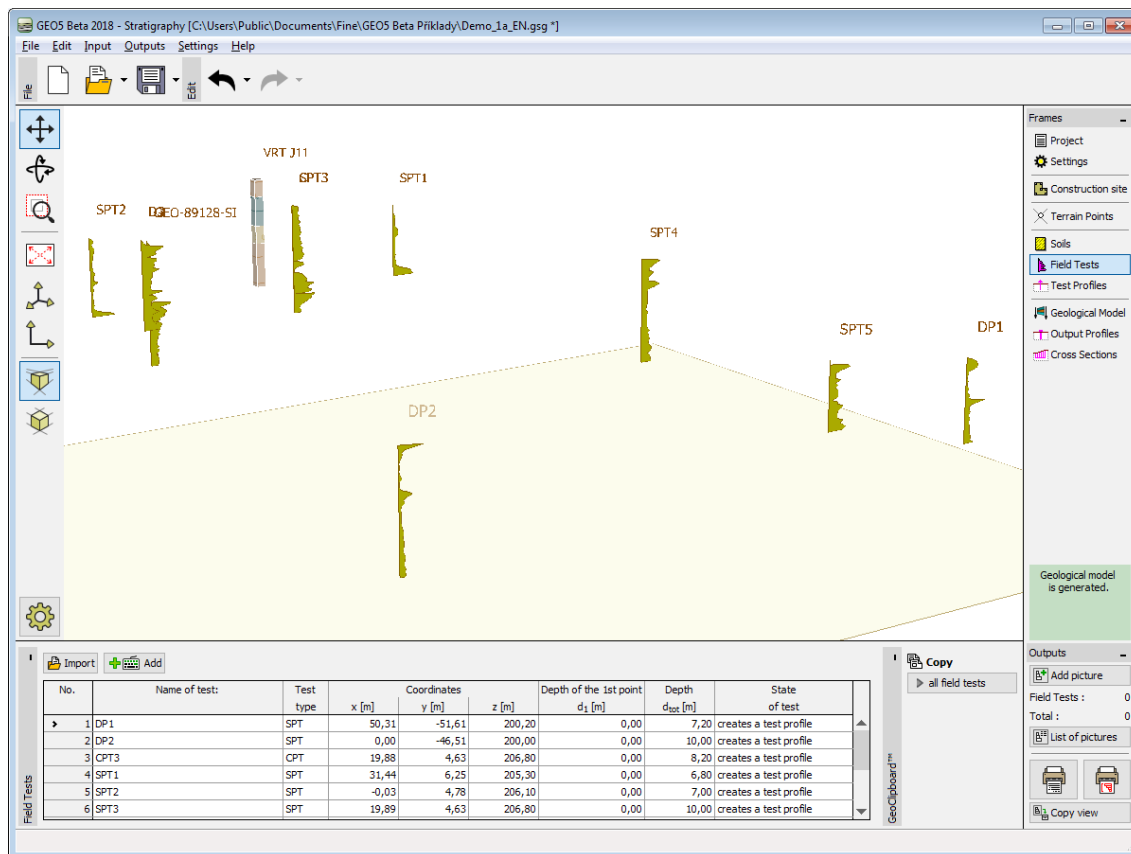 GEO5 Beta 2018 - Stratigraphy [C:\Users\Public\Documents\Fine\GEO5 Beta Příklady\Demo_1a_EN.gsg *]
File Edit Input Outputs Settings Help
File
Edit
VRT J11
SPT3
SPT1
SPT2
GEO-89128-SI
SPT4
SPT5
DP1
DP2
Frames
Project
Settings
Construction site
Terrain Points
Soils
Field Tests
Test Profiles
Geological Model
Output Profiles
Cross Sections
Geological model
is generated.
Outputs
Add picture
Field Tests : 0
Total : 0
List of pictures
Copy view
Field Tests
Import Add
No. Name of test: Test Coordinates Depth of the 1st point Depth State
type x [m] y [m] z [m] d1 [m] dtot [m] of test
1 DP1 SPT 50,31 -51,61 200,20 0,00 7,20 creates a test profile
2 DP2 SPT 0,00 -46,51 200,00 0,00 10,00 creates a test profile
3 CPT3 CPT 19,88 4,63 206,80 0,00 8,20 creates a test profile
4 SPT1 SPT 31,44 6,25 205,30 0,00 6,80 creates a test profile
5 SPT2 SPT -0,03 4,78 206,10 0,00 7,00 creates a test profile
6 SPT3 SPT 19,89 4,63 206,80 0,00 10,00 creates a test profile
GeoClipboard™
Copy
all field tests